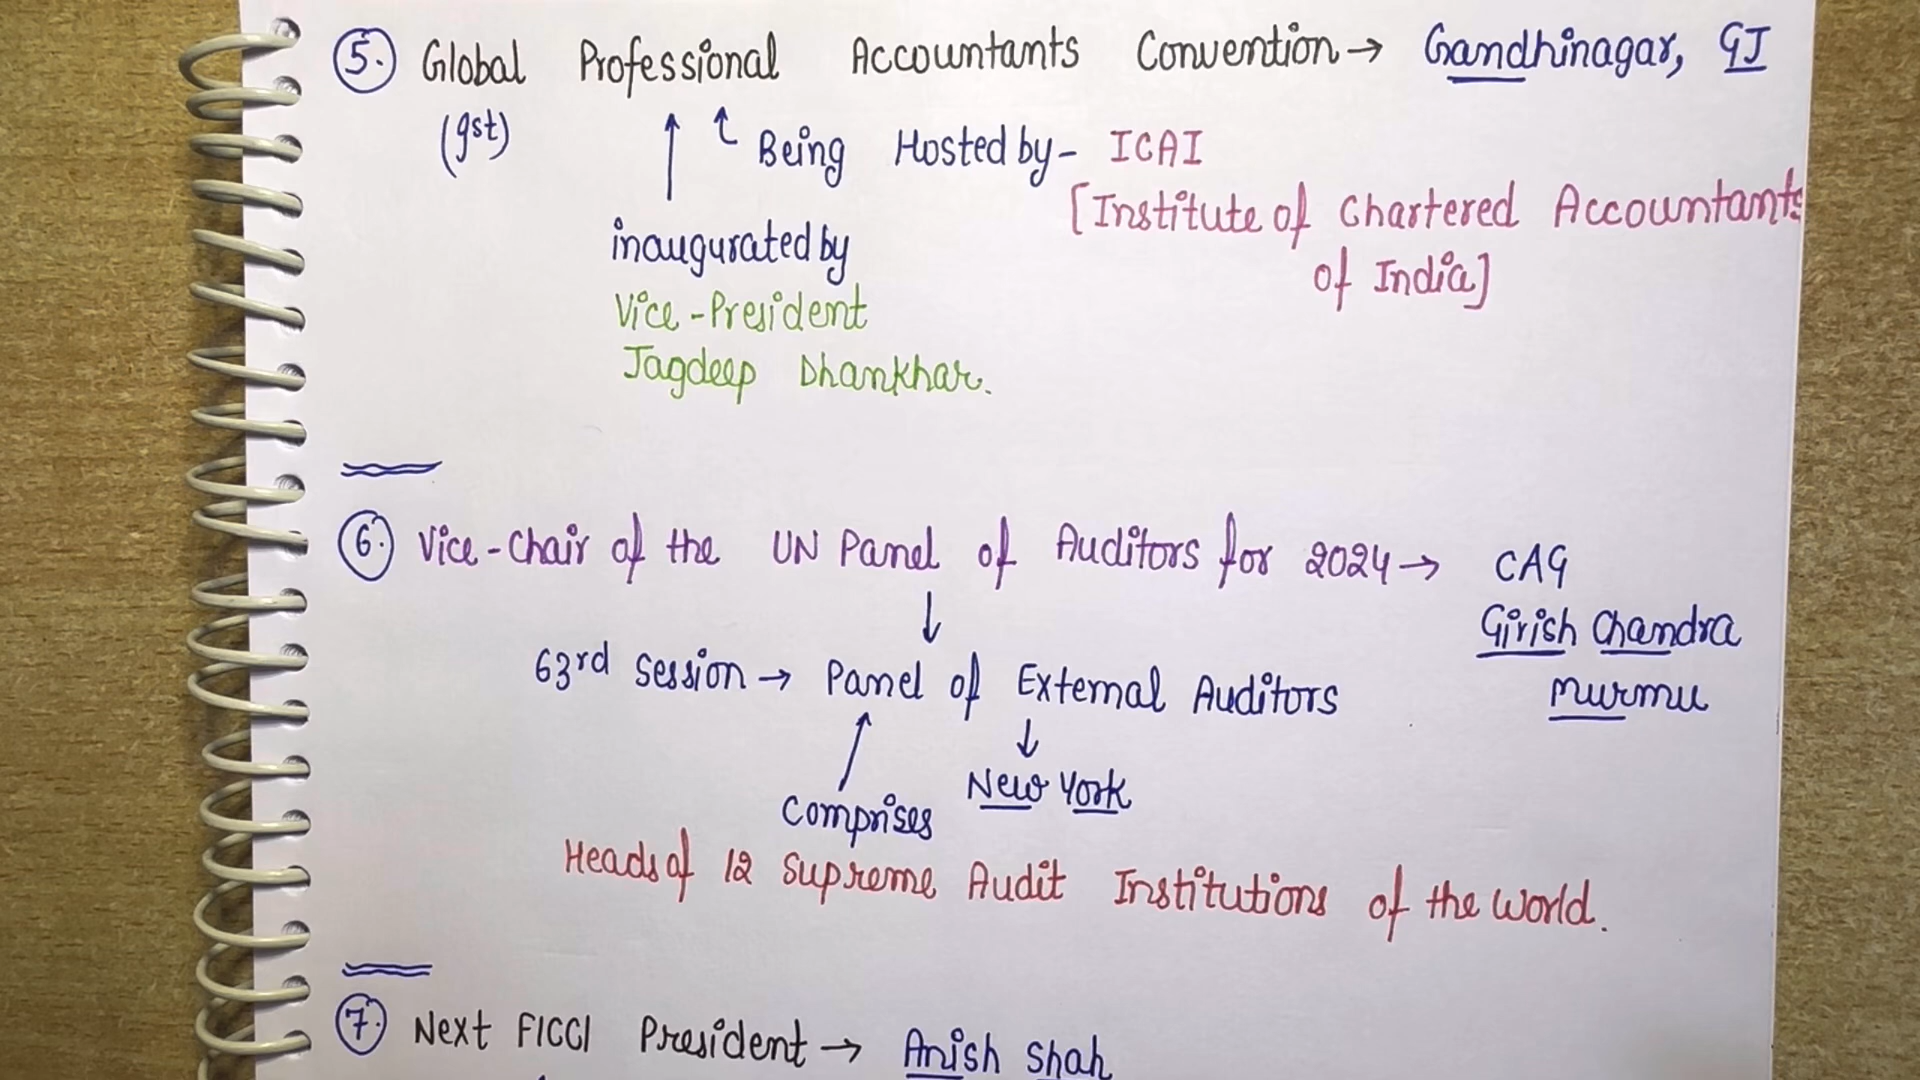 5. Global Professional Accountants Convention → Gandhinagar, GJ
(gst) ↑ Being Hosted by - ICAI
[Institute of Chartered Accountants
of India]
inaugurated by
Vice-President
Jagdeep Dhankhar.
6. Vice-Chair of the UN Panel of Auditors for 2024 → CAG
Girish Chandra
Murmu
63rd Session → Panel of External Auditors
New York
Comprises
Heads of 12 Supreme Audit Institutions of the world.
7. Next FICCI President → Anish Shah